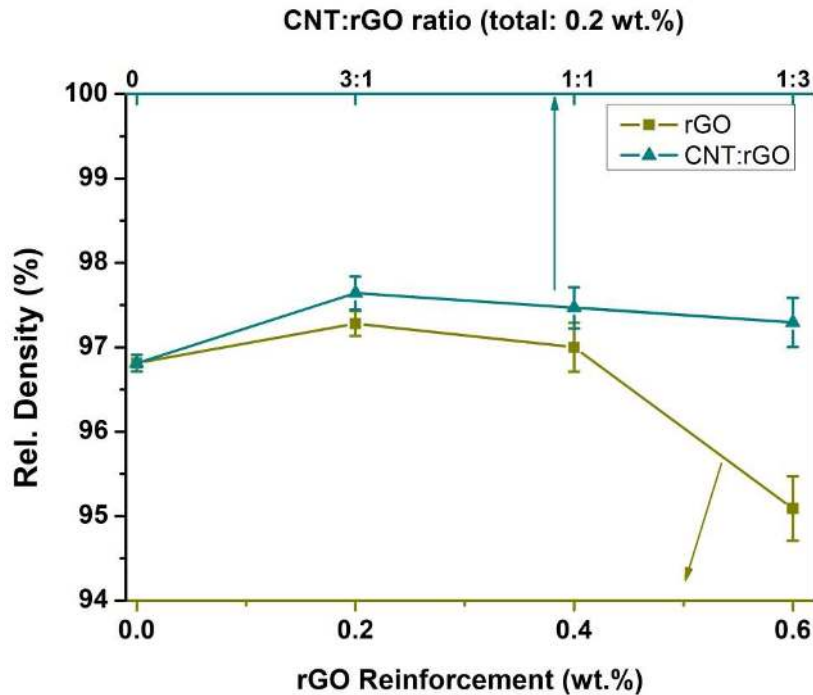 CNT:rGO ratio (total: 0.2 wt.%)
0 3:1 1:1 1:3
100
99
98
97
96
95
94
Rel. Density (%)
rGO
CNT:rGO
0.0 0.2 0.4 0.6
rGO Reinforcement (wt.%)